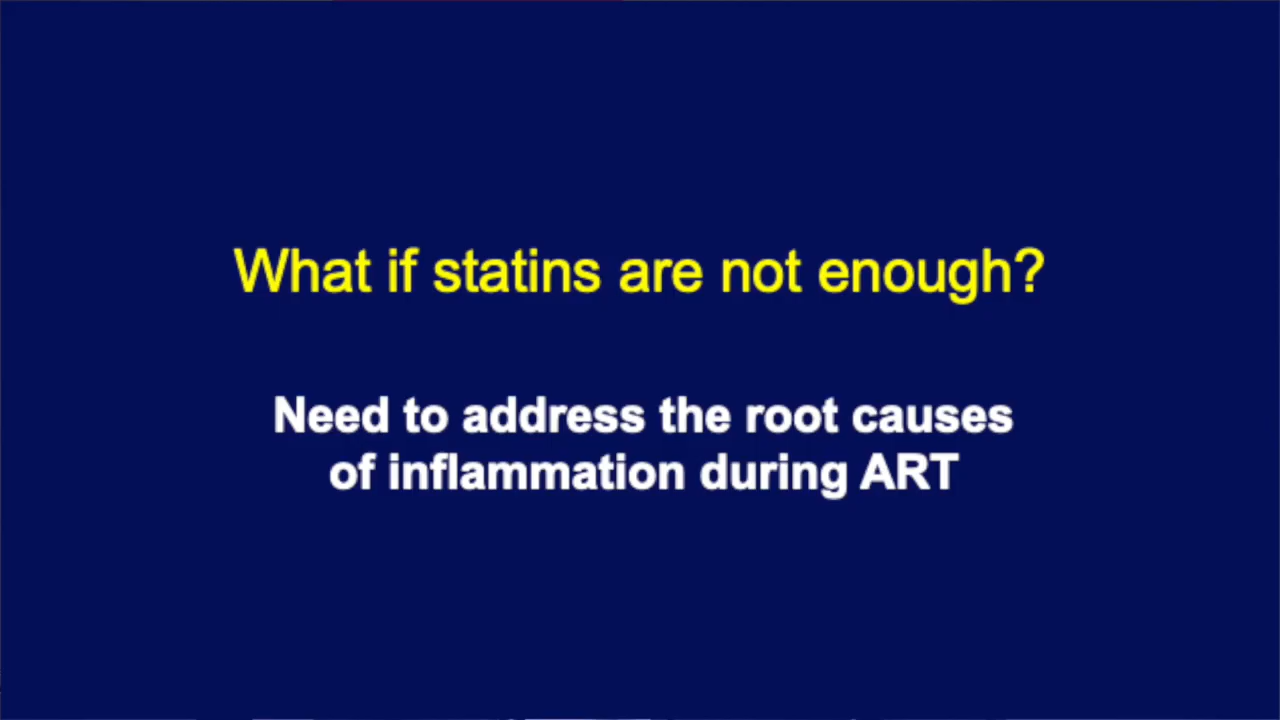 What if statins are not enough?
Need to address the root causes
of inflammation during ART